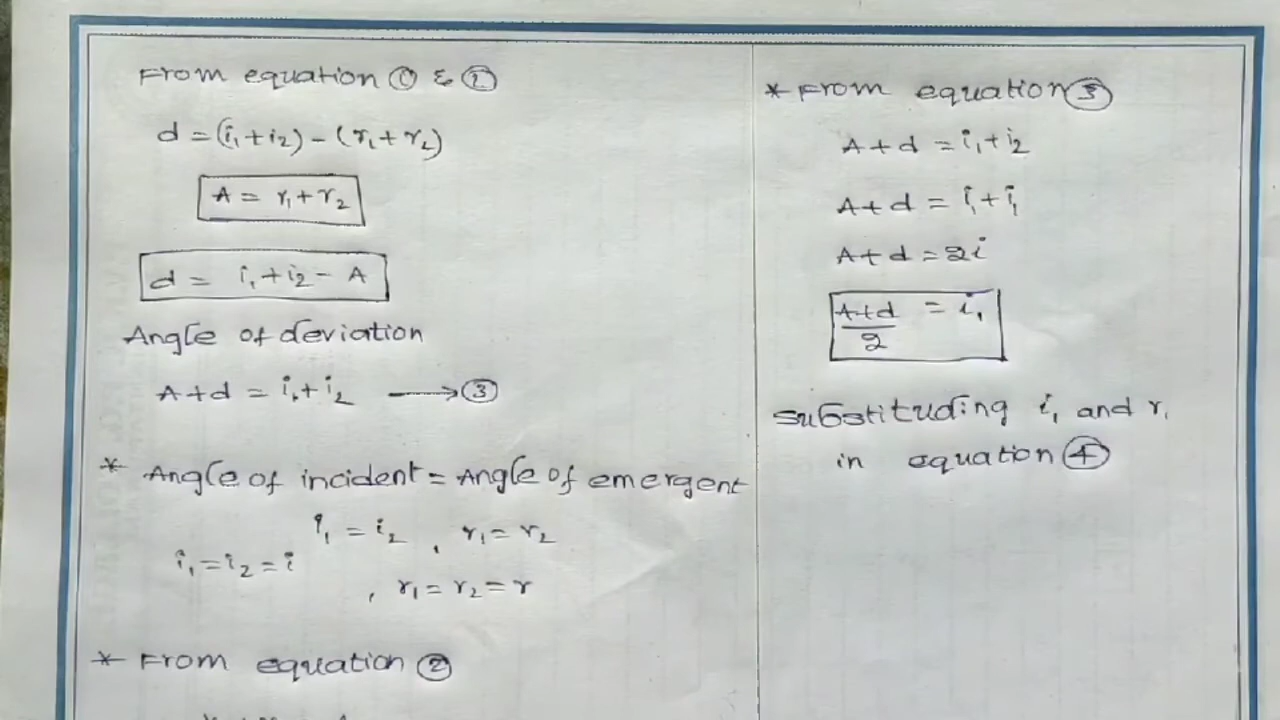 From equation ① & ②
d = (i₁+i₂) - (r₁+r₂)
A = r₁+r₂
d = i₁+i₂ - A
Angle of deviation
A+d = i₁+i₂ ⟶ ③
* Angle of incident = Angle of emergent
i₁ = i₂ , r₁ = r₂
i₁=i₂=i , r₁=r₂=r
* From equation ②
* From equation ③
A+d = i₁+i₂
A+d = i₁+i₁
A+d = 2i
A+d/2 = i₁
substituding i₁ and r₁
in equation ④